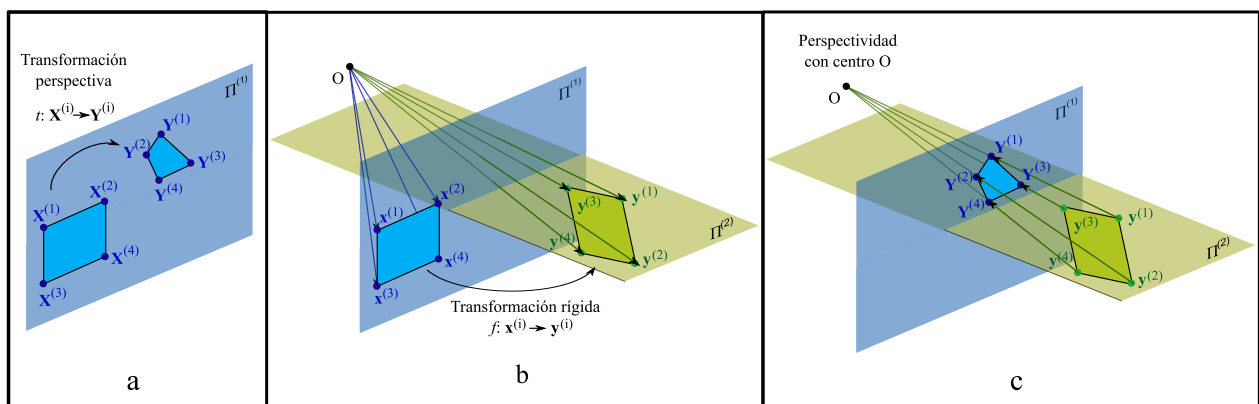 Transformación
perspectiva
t: X⁽ⁱ⁾→Y⁽ⁱ⁾
Π⁽¹⁾
Y⁽¹⁾
Y⁽²⁾
Y⁽³⁾
Y⁽⁴⁾
X⁽²⁾
X⁽¹⁾
X⁽⁴⁾
X⁽³⁾
a
O
Π⁽¹⁾
x⁽²⁾
x⁽¹⁾
x⁽⁴⁾
x⁽³⁾
y⁽¹⁾
y⁽³⁾
y⁽⁴⁾
y⁽²⁾
Π⁽²⁾
Transformación rígida
f: x⁽ⁱ⁾→ y⁽ⁱ⁾
b
Perspectividad
con centro O
O
Π⁽¹⁾
Y⁽¹⁾
Y⁽²⁾
Y⁽³⁾
Y⁽⁴⁾
y⁽¹⁾
y⁽³⁾
y⁽⁴⁾
y⁽²⁾
Π⁽²⁾
c